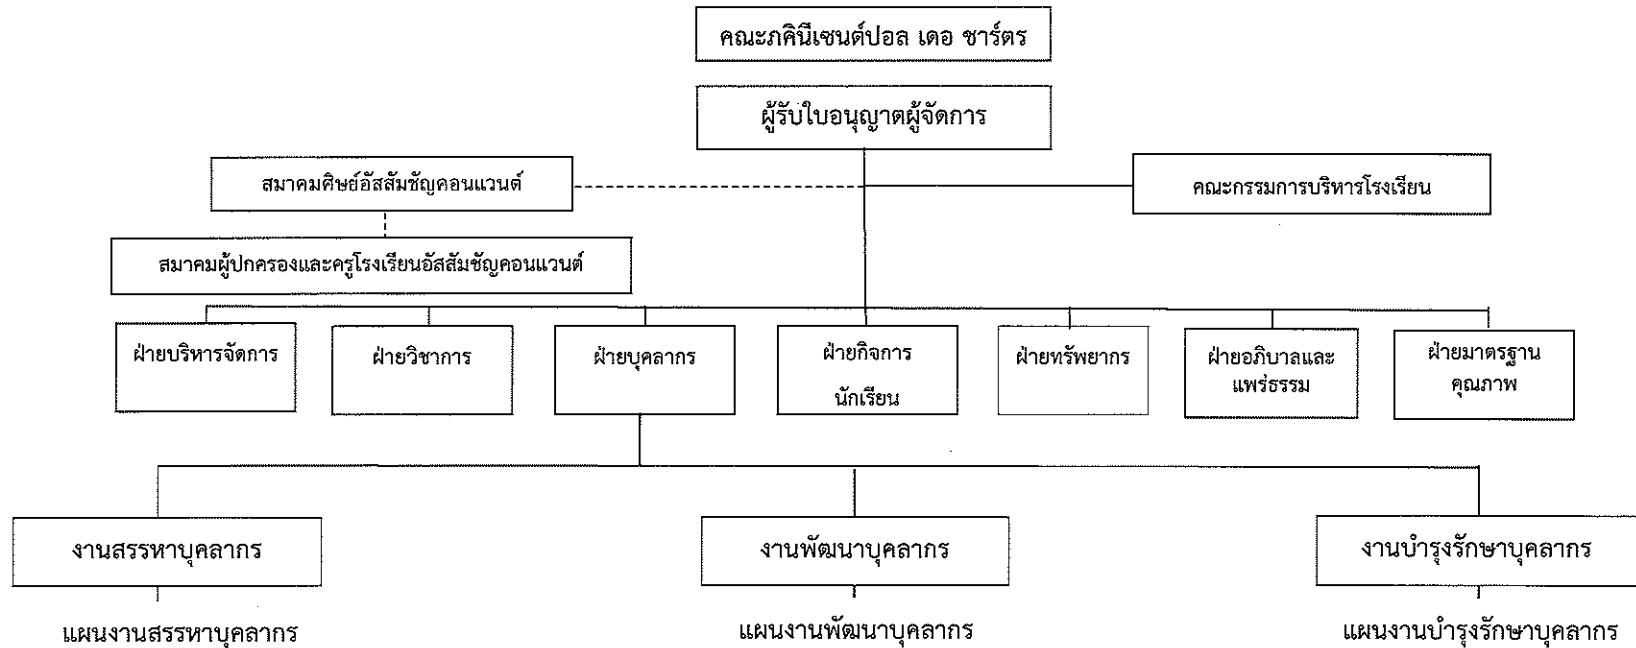 คณะภคินีเซนต์ปอล เดอ ชาร์ตร
ผู้รับใบอนุญาตผู้จัดการ
สมาคมศิษย์อัสสัมชัญคอนแวนต์
คณะกรรมการบริหารโรงเรียน
สมาคมผู้ปกครองและครูโรงเรียนอัสสัมชัญคอนแวนต์
ฝ่ายบริหารจัดการ
ฝ่ายวิชาการ
ฝ่ายบุคลากร
ฝ่ายกิจการ
นักเรียน
ฝ่ายทรัพยากร
ฝ่ายอภิบาลและ
แพร่ธรรม
ฝ่ายมาตรฐาน
คุณภาพ
งานสรรหาบุคลากร
งานพัฒนาบุคลากร
งานบำรุงรักษาบุคลากร
แผนงานสรรหาบุคลากร
แผนงานพัฒนาบุคลากร
แผนงานบำรุงรักษาบุคลากร